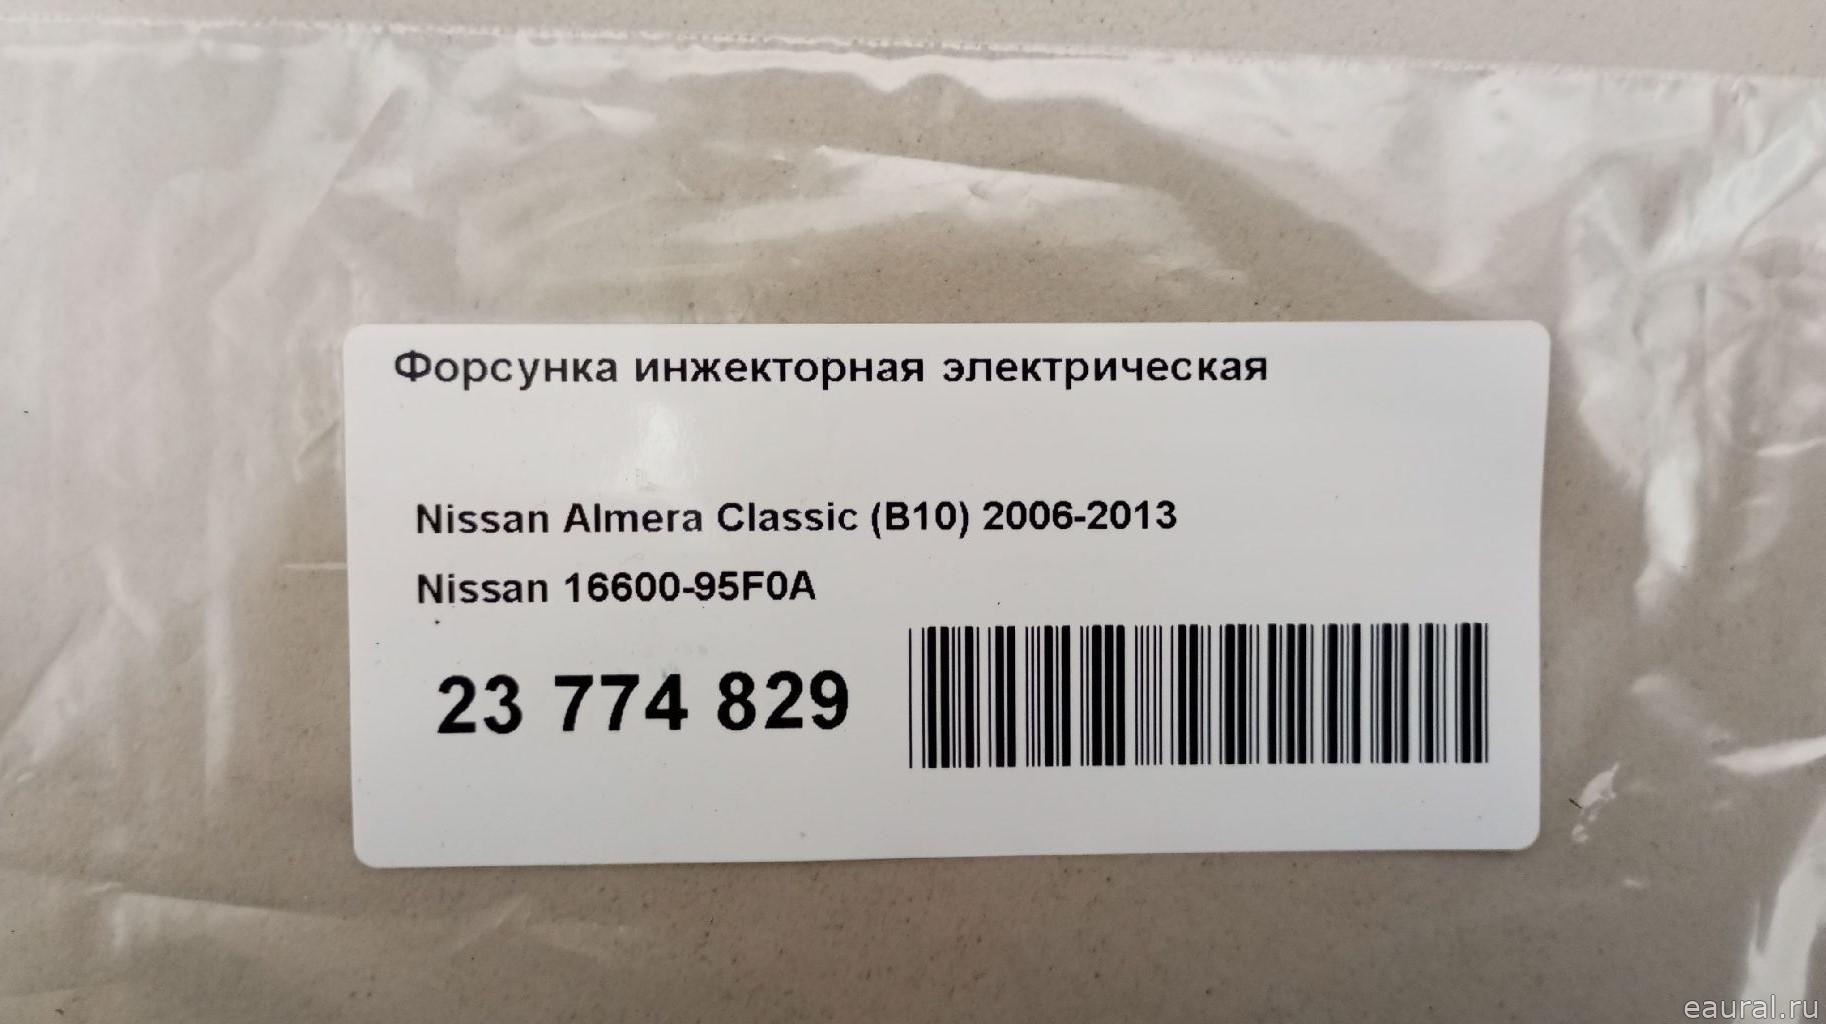 Форсунка инжекторная электрическая
Nissan Almera Classic (B10) 2006-2013
Nissan 16600-95F0A
23 774 829
eaural.ru